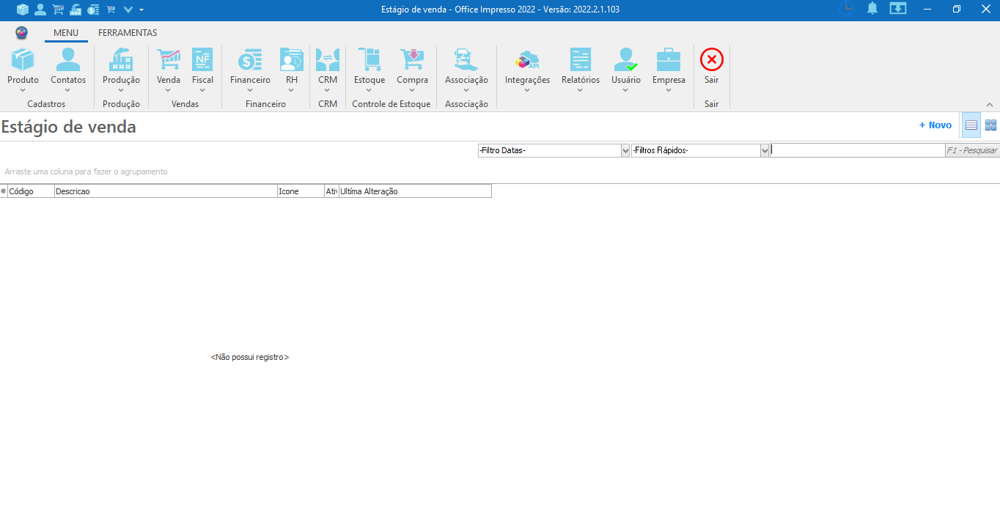 Estágio de venda - Office Impresso 2022 - Versão: 2022.2.1.103
MENU FERRAMENTAS
NF
API
Produto Contatos Produção Venda Fiscal Financeiro RH CRM Estoque Compra Associação Integrações Relatórios Usuário Empresa Sair
Cadastros Produção Vendas Financeiro CRM Controle de Estoque Associação Sair
Estágio de venda
+ Novo
-Filtro Datas- -Filtros Rápidos- F1 - Pesquisar
Arraste uma coluna para fazer o agrupamento
Código Descricao Icone Ativ Ultíma Alteração
<Não possui registro>